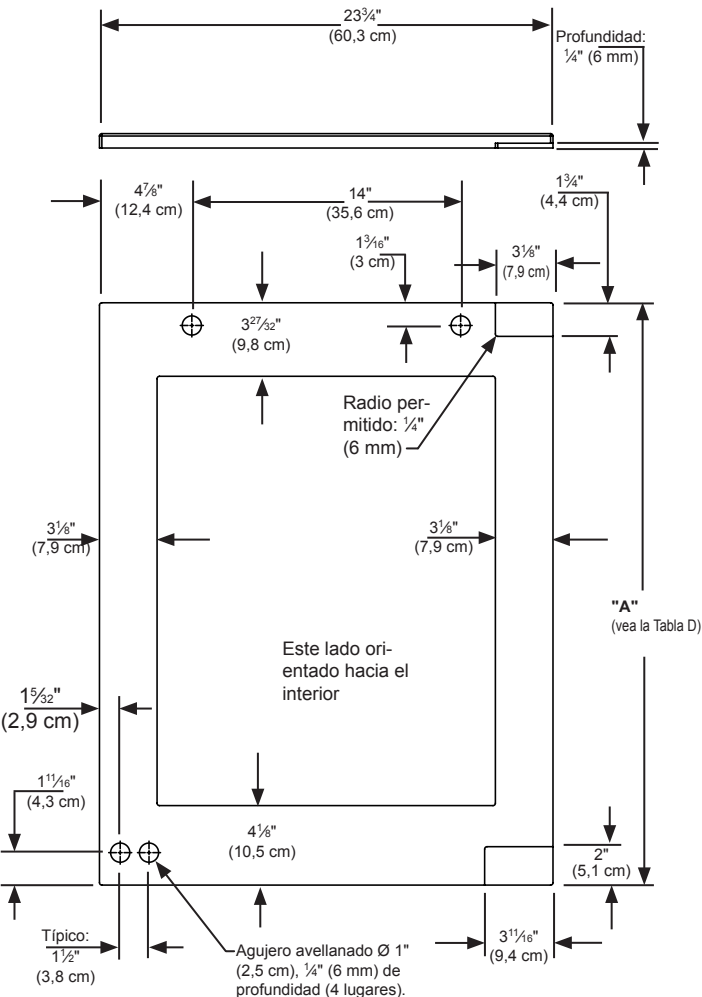 23¾"
(60,3 cm)
Profundidad:
¼" (6 mm)
4⅞"
(12,4 cm)
14"
(35,6 cm)
1¾"
(4,4 cm)
1³⁄₁₆"
(3 cm)
3⅛"
(7,9 cm)
3²⁷⁄₃₂"
(9,8 cm)
Radio per-
mitido: ¼"
(6 mm)
3⅛"
(7,9 cm)
3⅛"
(7,9 cm)
"A"
(vea la Tabla D)
Este lado ori-
entado hacia el
interior
1⁵⁄₃₂"
(2,9 cm)
1¹¹⁄₁₆"
(4,3 cm)
4⅛"
(10,5 cm)
2"
(5,1 cm)
Típico:
1½"
(3,8 cm)
Agujero avellanado Ø 1"
(2,5 cm), ¼" (6 mm) de
profundidad (4 lugares).
3¹¹⁄₁₆"
(9,4 cm)